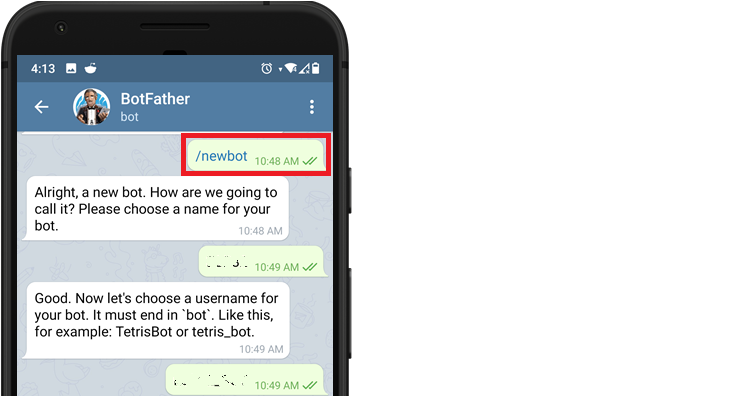 4:13
BotFather
bot
/newbot 10:48 AM
Alright, a new bot. How are we going to
call it? Please choose a name for your
bot.
10:48 AM
10:49 AM
Good. Now let's choose a username for
your bot. It must end in `bot`. Like this,
for example: TetrisBot or tetris_bot.
10:49 AM
10:49 AM